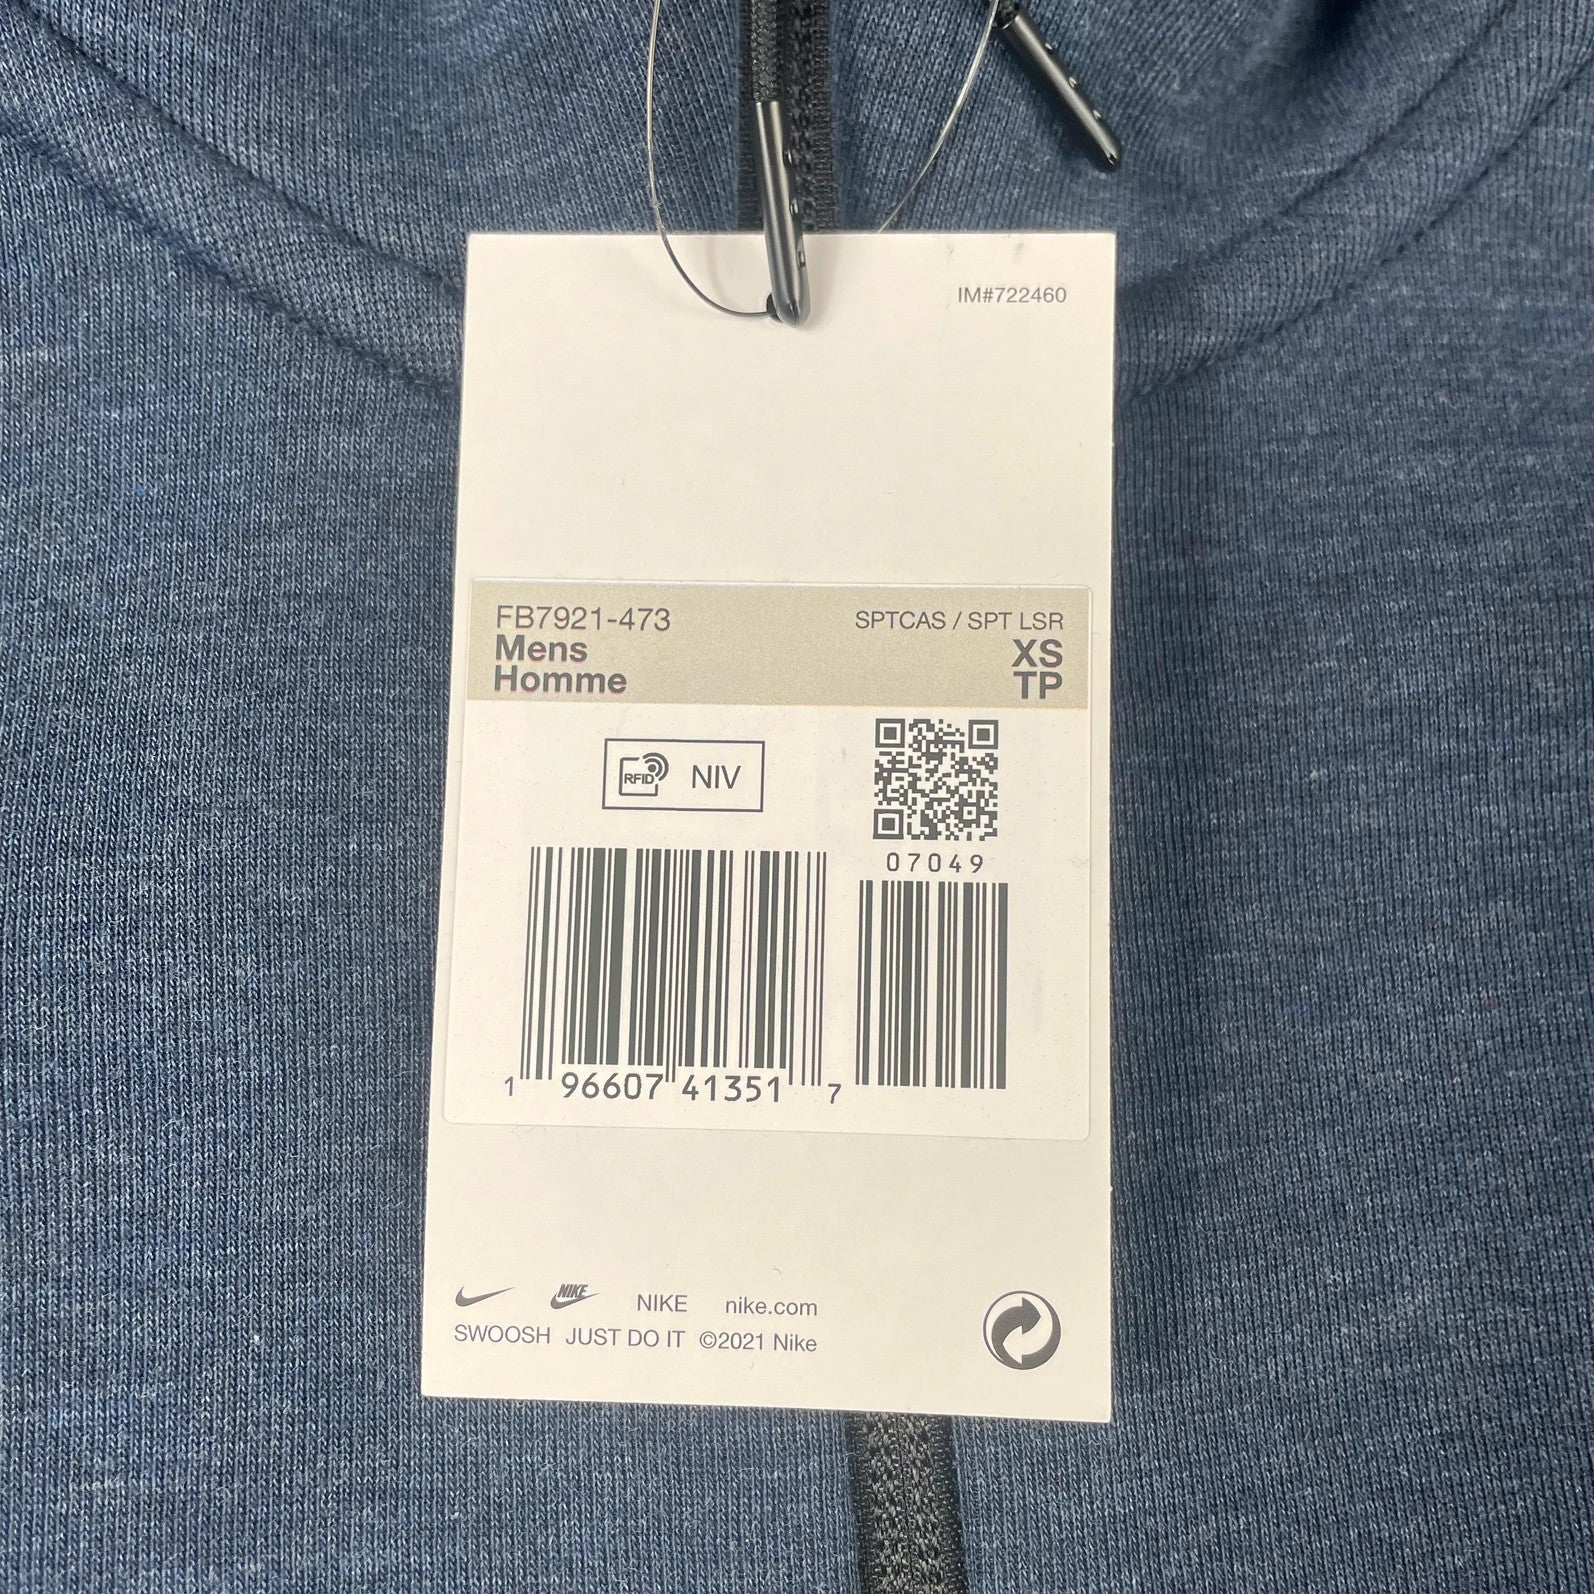 IM#722460
FB7921-473 SPTCAS / SPT LSR
Mens XS
Homme TP
RFID NIV
07049
1 96607 41351 7
NIKE NIKE nike.com
SWOOSH JUST DO IT ©2021 Nike